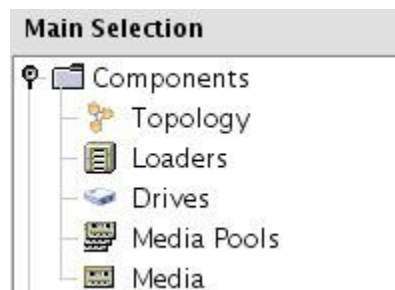 Main Selection
Components
Topology
Loaders
Drives
Media Pools
Media